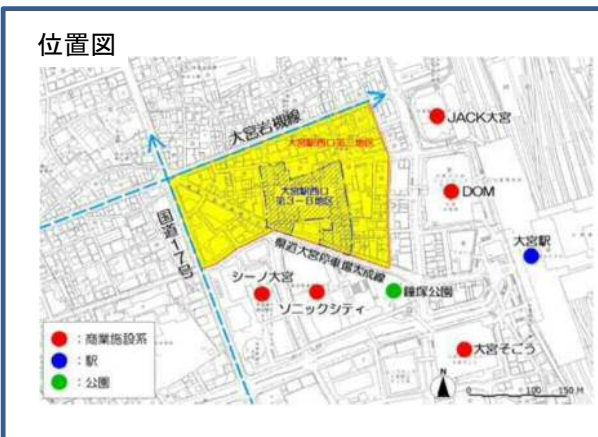 位置図
大宮岩槻線
JACK大宮
大宮駅西口第三地区
DOM
大宮駅西口
第3-B地区
国道17号
大宮駅
県道大宮停車場大成線
シーノ大宮
鐘塚公園
ソニックシティ
：商業施設系
：駅
：公園
大宮そごう
N
0 100 150 M